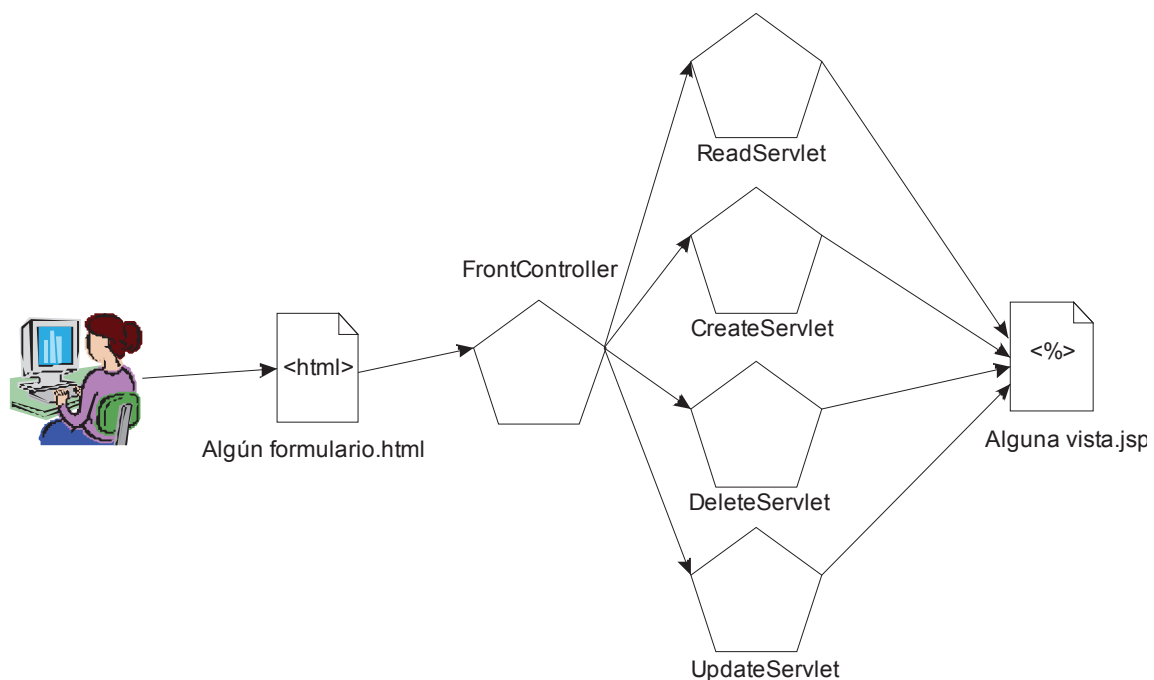 ReadServlet
FrontController
CreateServlet
<html>
<%>
Algún formulario.html
Alguna vista.jsp
DeleteServlet
UpdateServlet